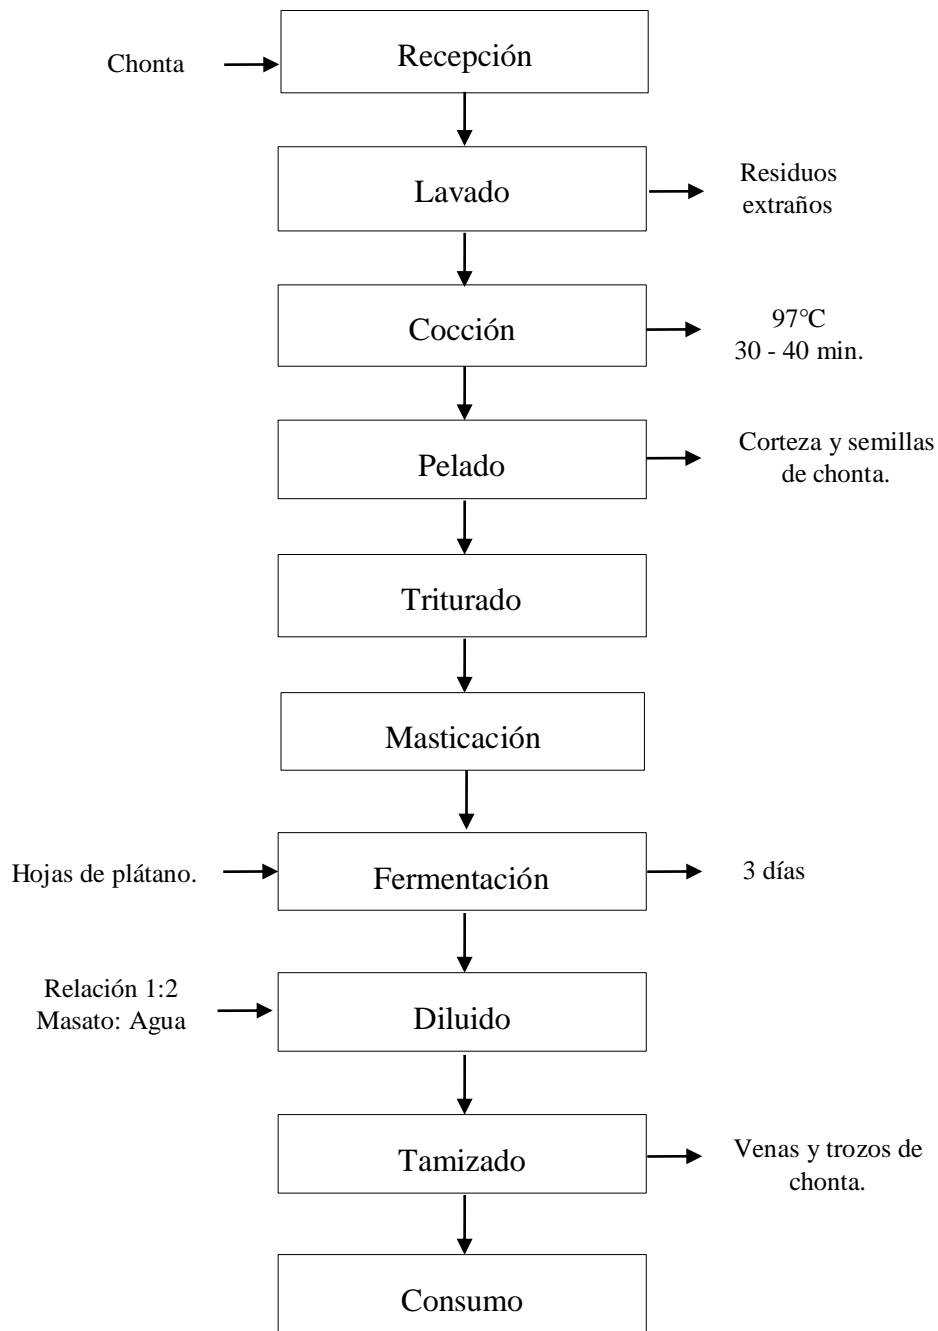 Chonta
Recepción
Lavado
Residuos
extraños
Cocción
97°C
30 - 40 min.
Pelado
Corteza y semillas
de chonta.
Triturado
Masticación
Hojas de plátano.
Fermentación
3 días
Relación 1:2
Masato: Agua
Diluido
Tamizado
Venas y trozos de
chonta.
Consumo